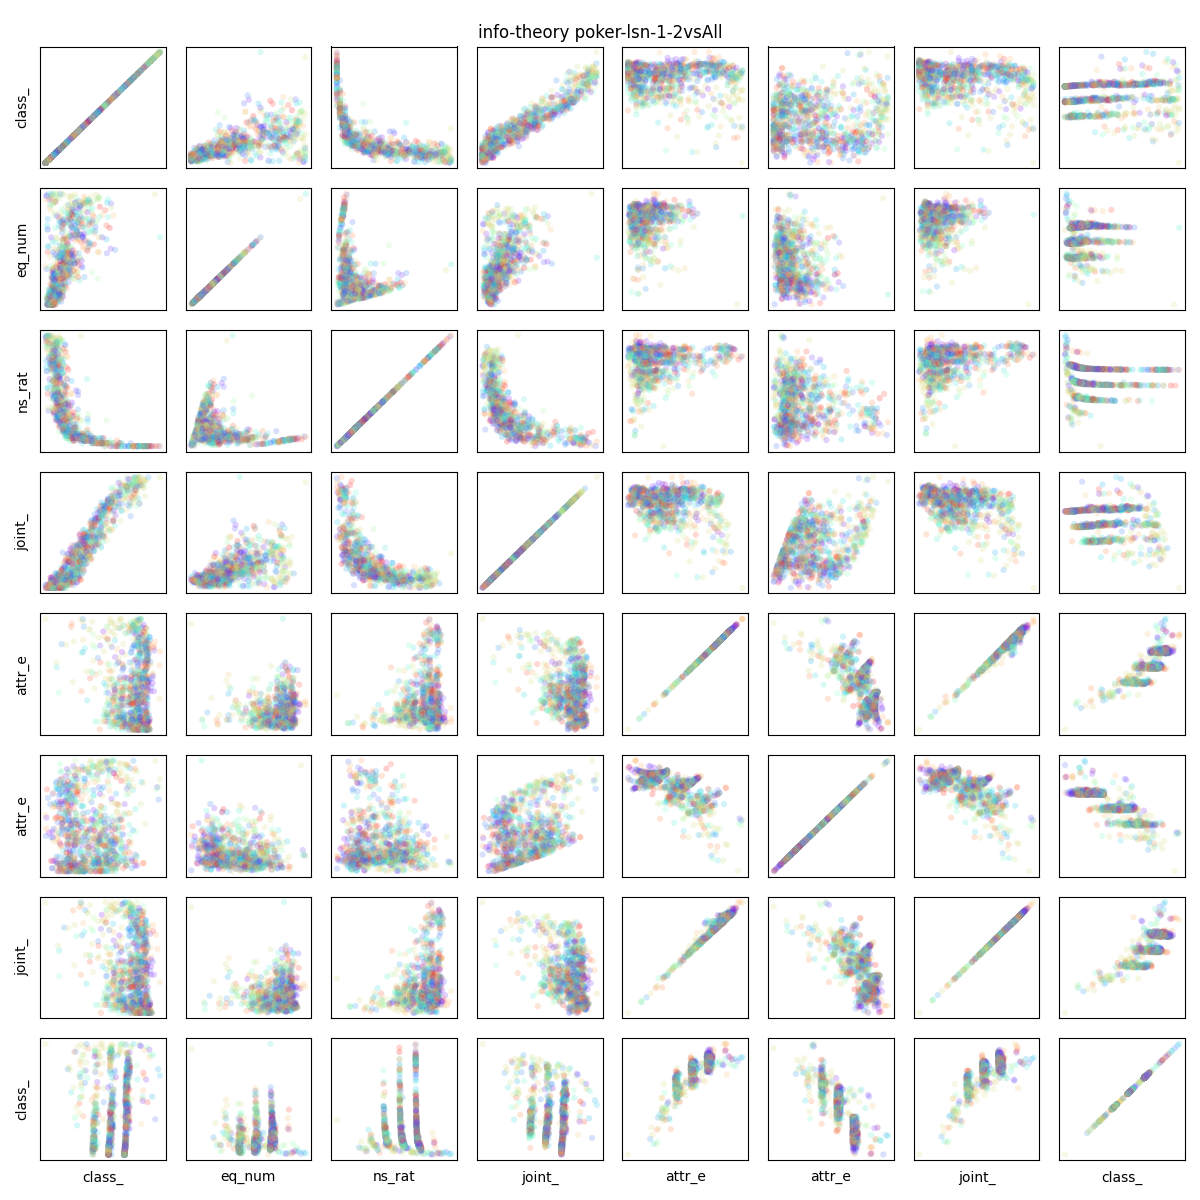 info-theory poker-lsn-1-2vsAll
class_
eq_num
ns_rat
joint_
attr_e
attr_e
joint_
class_
class_
eq_num
ns_rat
joint_
attr_e
attr_e
joint_
class_